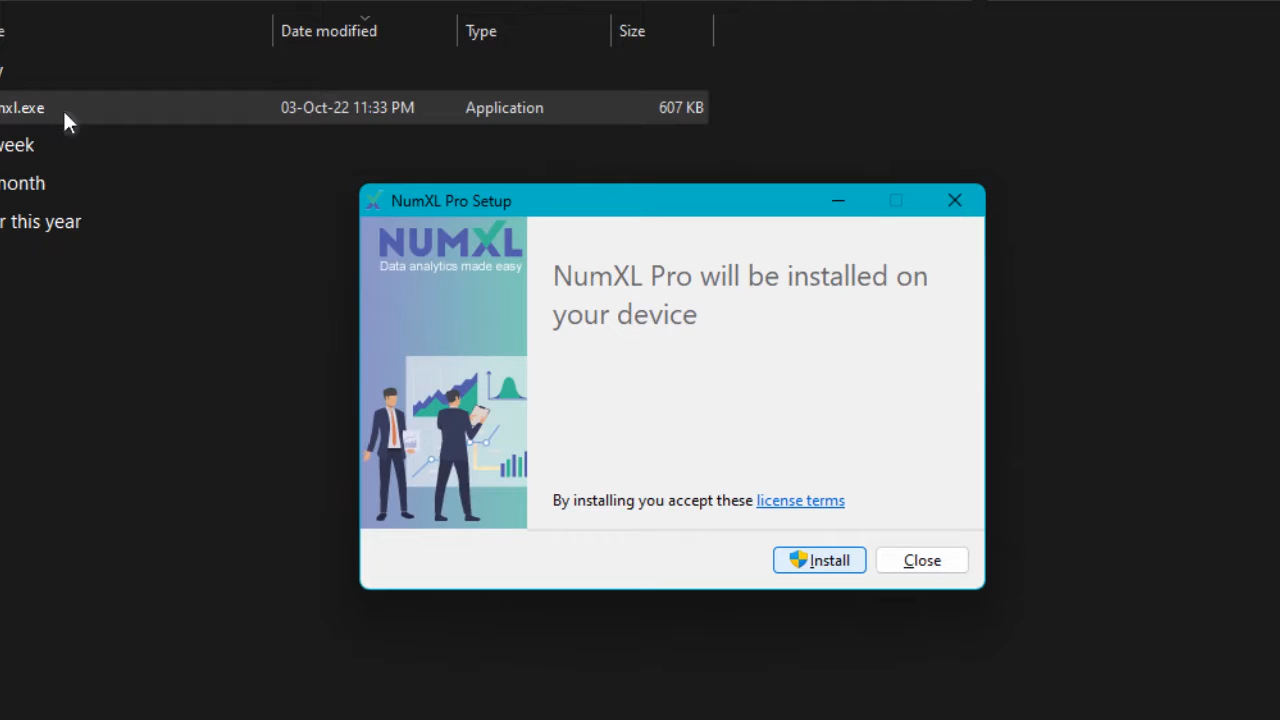 Date modified
Type
Size
nxl.exe
03-Oct-22 11:33 PM
Application
607 KB
week
month
r this year
NumXL Pro Setup
NUMXL
Data analytics made easy
NumXL Pro will be installed on
your device
By installing you accept these license terms
Install
Close